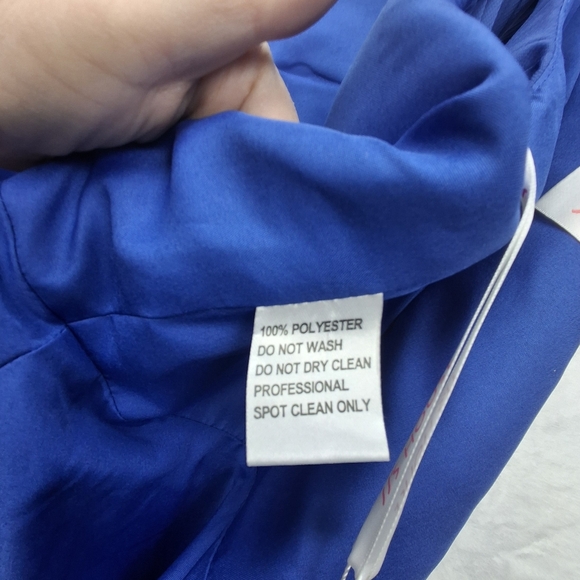 100% POLYESTER
DO NOT WASH
DO NOT DRY CLEAN
PROFESSIONAL
SPOT CLEAN ONLY